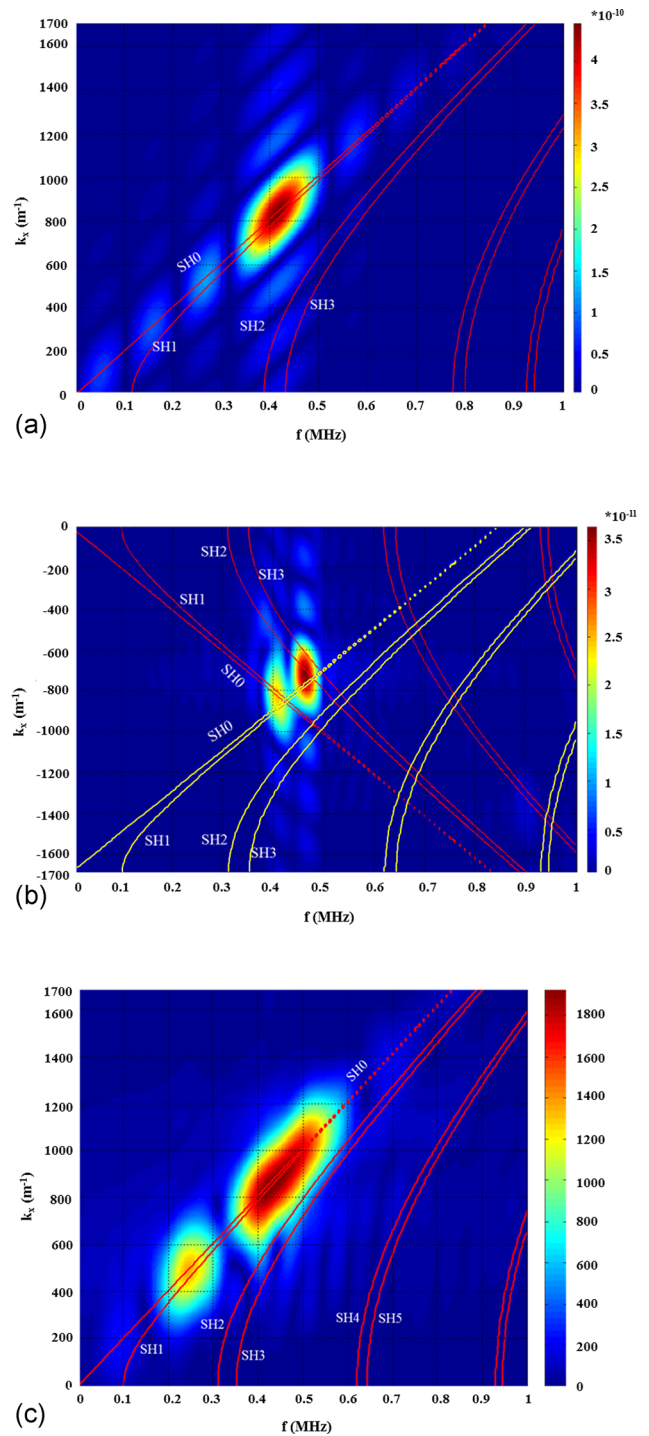 *10⁻¹⁰
1700
1600
1400
1200
1000
800
600
400
200
0
kx (m⁻¹)
SH0
SH1
SH2
SH3
4
3.5
3
2.5
2
1.5
1
0.5
0
0 0.1 0.2 0.3 0.4 0.5 0.6 0.7 0.8 0.9 1
f (MHz)
(a)
*10⁻¹¹
0
-200
-400
-600
-800
-1000
-1200
-1400
-1600
-1700
kx (m⁻¹)
SH2
SH3
SH1
SH0
SH0
SH1
SH2
SH3
3.5
3
2.5
2
1.5
1
0.5
0
0 0.1 0.2 0.3 0.4 0.5 0.6 0.7 0.8 0.9 1
f (MHz)
(b)
1700
1600
1400
1200
1000
800
600
400
200
0
kx (m⁻¹)
SH0
SH1
SH2
SH3
SH4
SH5
1800
1600
1400
1200
1000
800
600
400
200
0
0 0.1 0.2 0.3 0.4 0.5 0.6 0.7 0.8 0.9 1
f (MHz)
(c)